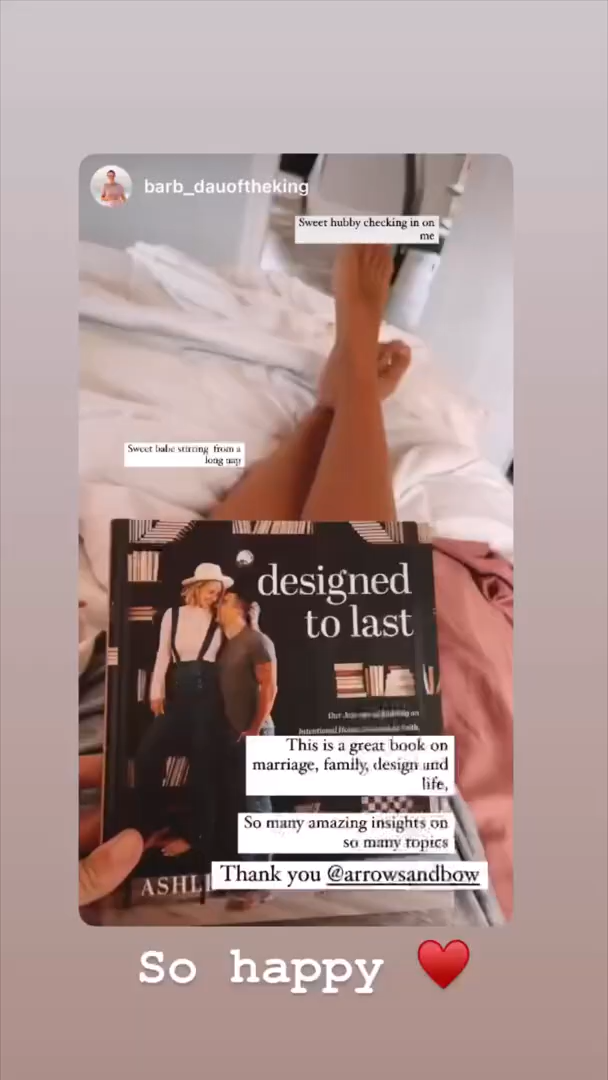 barb_dauoftheking
Sweet hubby checking in on
me
Sweet babe stirring from a
long nap
designed
to last
This is a great book on
marriage, family, design and
life,
So many amazing insights on
so many topics
ASHL
Thank you @arrowsandbow
So happy